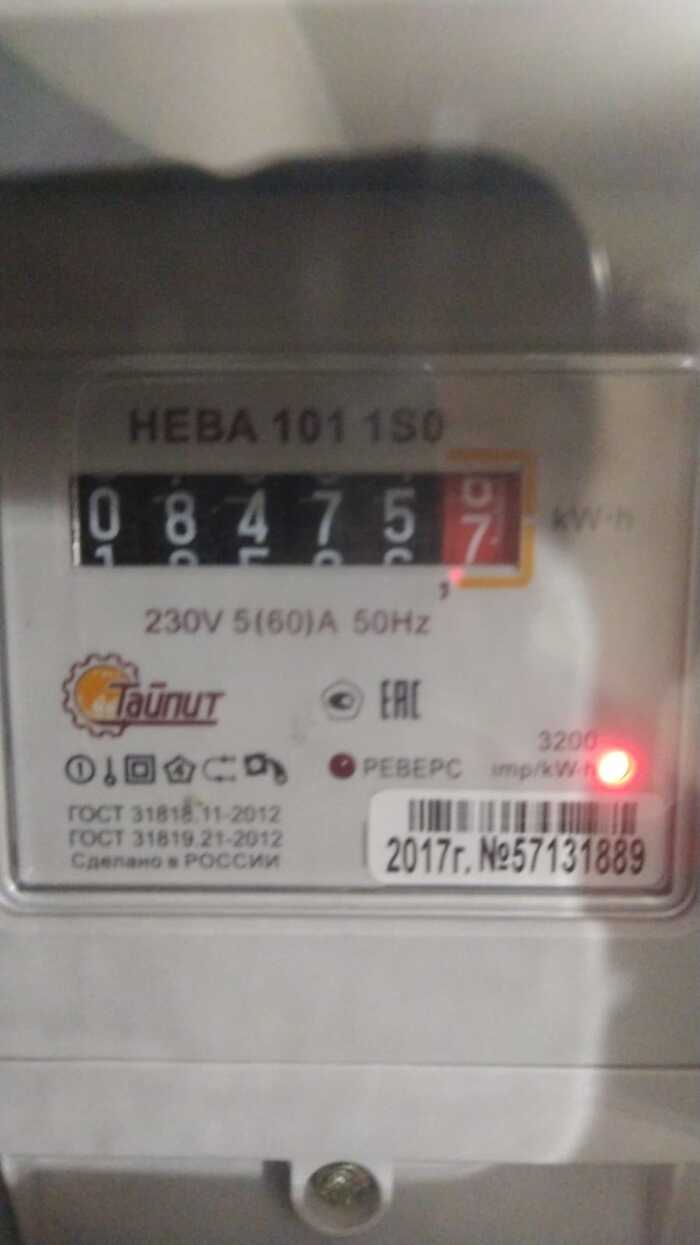 НЕВА 101 1S0
08475,7 kW·h
230V 5(60)A 50Hz
Тайпит
ЕАС
3200
РЕВЕРС imp/kW·h
ГОСТ 31818.11-2012
ГОСТ 31819.21-2012
Сделано в РОССИИ
2017г. №57131889